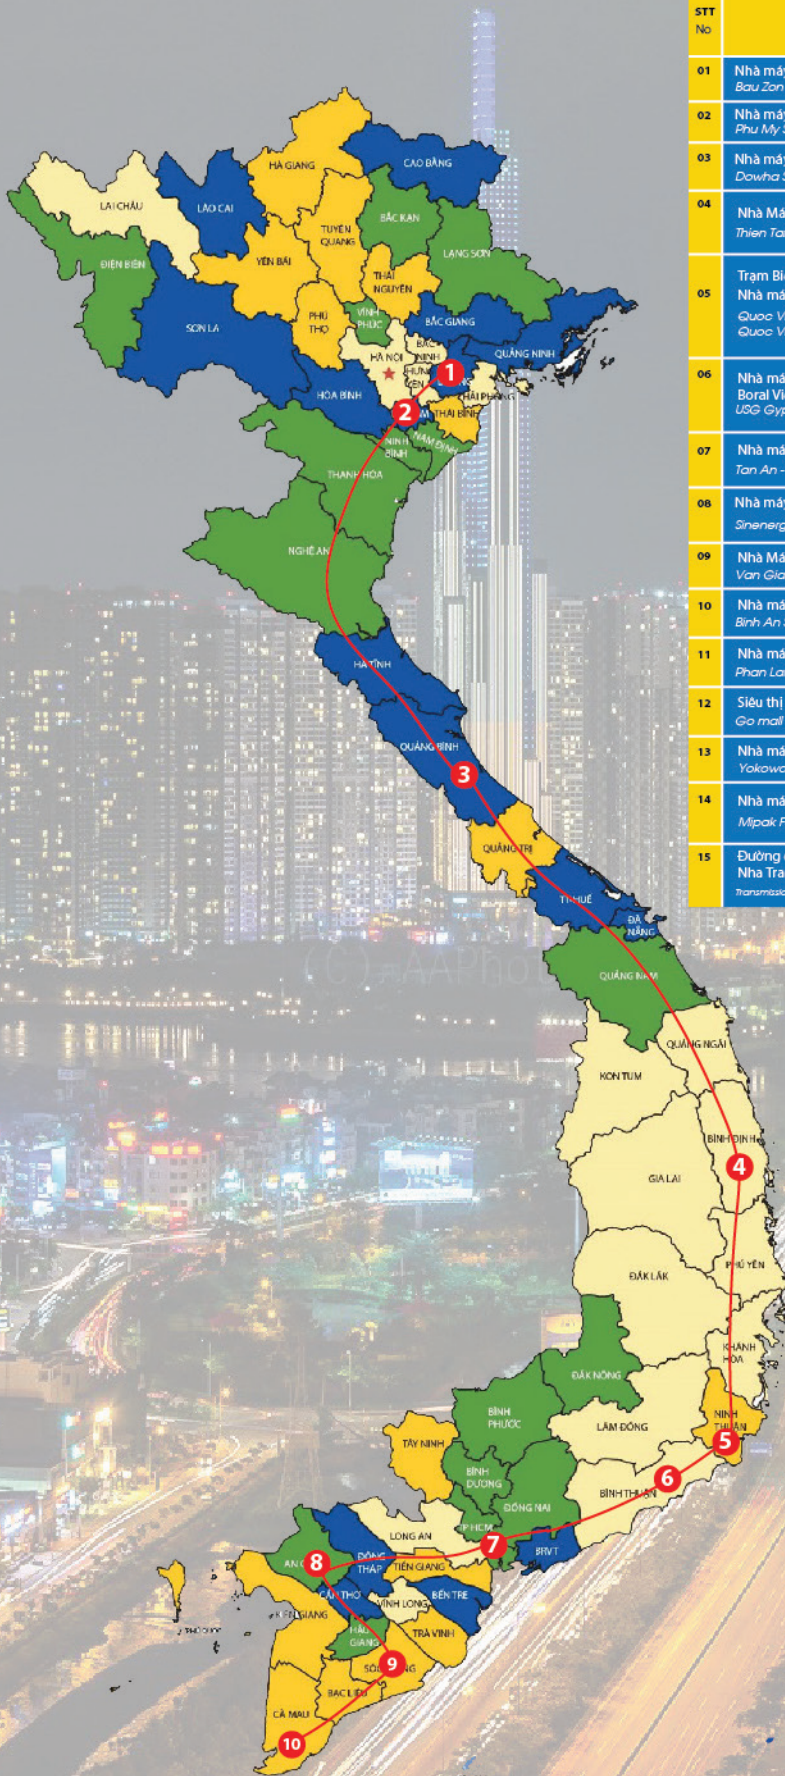 STT
No
01
Nhà máy
Bau Zon
02
Nhà máy
Phu My S
03
Nhà máy
Dowha S
04
Nhà Má
Thien Ta
05
Trạm Bi
Nhà má
Quoc V
Quoc V
06
Nhà má
Boral Vi
USG Gyp
07
Nhà má
Tan An -
08
Nhà máy
Sinenerg
09
Nhà Má
Van Gia
10
Nhà má
Binh An S
11
Nhà má
Phan La
12
Siêu thị
Go mall
13
Nhà má
Yokowo
14
Nhà má
Mipak F
15
Đường
Nha Tra
Transmissio
HÀ GIANG
CAO BẰNG
LAI CHÂU
LÀO CAI
TUYÊN
QUANG
BẮC KẠN
LẠNG SƠN
ĐIỆN BIÊN
YÊN BÁI
THÁI
NGUYÊN
PHÚ
THỌ
VĨNH
PHÚC
BẮC GIANG
SƠN LA
BẮC
NINH
QUẢNG NINH
HÀ NỘI
HƯNG
YÊN
1
HẢI PHÒNG
HÒA BÌNH
2
THÁI BÌNH
NAM ĐỊNH
NINH
BÌNH
THANH HÓA
NGHỆ AN
HÀ TĨNH
QUẢNG BÌNH
3
QUẢNG TRỊ
TT-HUẾ
ĐÀ
NẴNG
QUẢNG NAM
QUẢNG NGÃI
KON TUM
BÌNH ĐỊNH
4
GIA LAI
PHÚ YÊN
ĐẮK LẮK
KHÁNH
HÒA
ĐẮK NÔNG
BÌNH
PHƯỚC
LÂM ĐỒNG
NINH
THUẬN
5
TÂY NINH
BÌNH
DƯƠNG
6
BÌNH THUẬN
ĐỒNG NAI
TP HCM
LONG AN
7
BRVT
8
ĐỒNG
THÁP
TIỀN GIANG
CẦN THƠ
BẾN TRE
VĨNH LONG
KIÊN GIANG
PHÚ QUỐC
HẬU
GIANG
TRÀ VINH
9
BẠC LIÊU
CÀ MAU
10